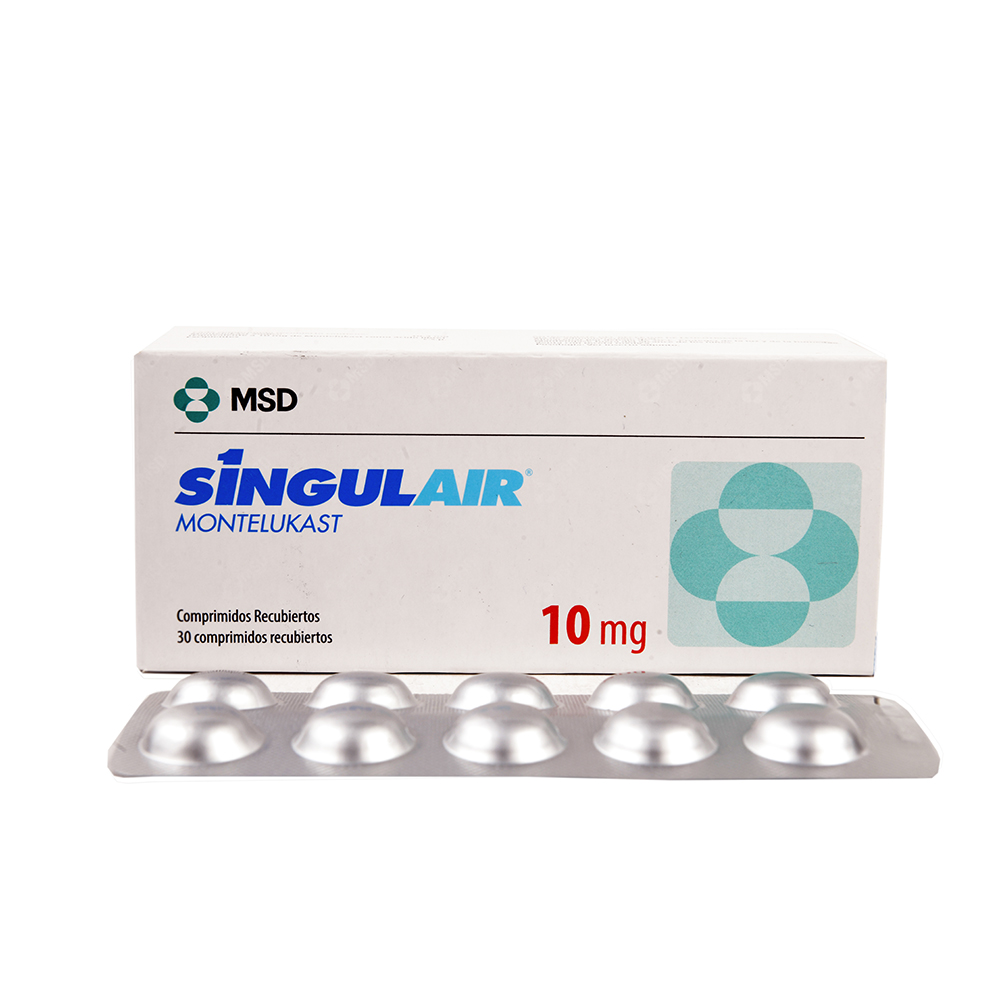 MSD
SINGULAIR®
MONTELUKAST
Comprimidos Recubiertos
30 comprimidos recubiertos
10 mg